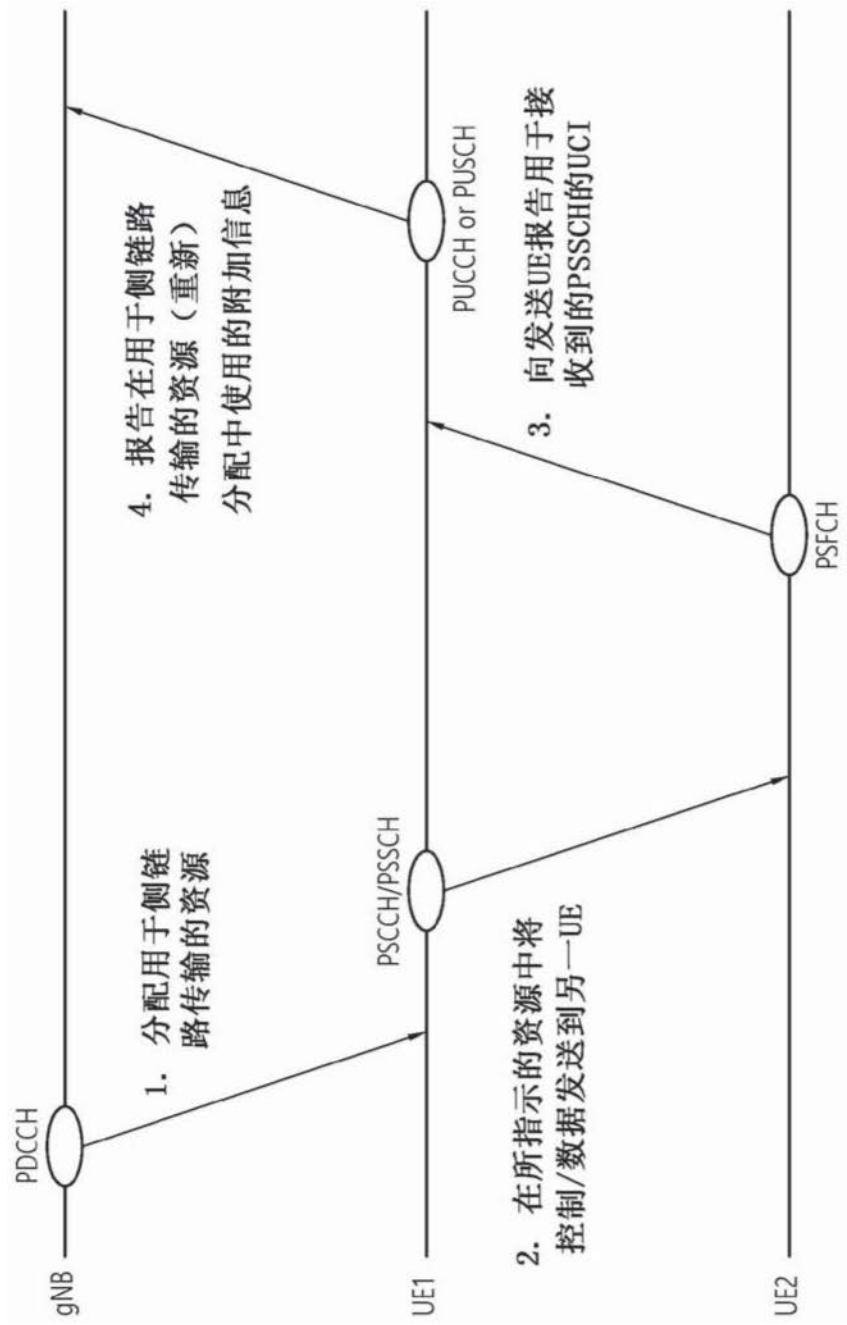 gNB
PDCCH
1. 分配用于侧链
路传输的资源
4. 报告在用于侧链路
传输的资源（重新）
分配中使用的附加信息
UE1
PSCCH/PSSCH
PUCCH or PUSCH
2. 在所指示的资源中将
控制/数据发送到另一UE
3. 向发送UE报告用于接
收到的PSSCH的UCI
UE2
PSFCH